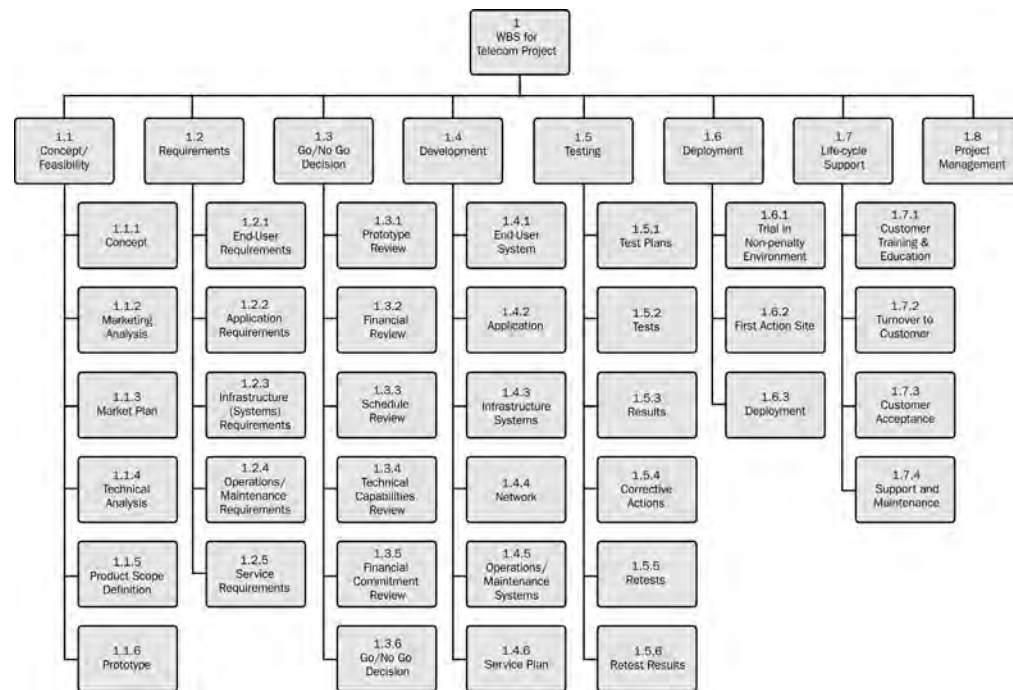 1
WBS for
Telecom Project
1.1
Concept/
Feasibility
1.2
Requirements
1.3
Go/No Go
Decision
1.4
Development
1.5
Testing
1.6
Deployment
1.7
Life-cycle
Support
1.8
Project
Management
1.1.1
Concept
1.1.2
Marketing
Analysis
1.1.3
Market Plan
1.1.4
Technical
Analysis
1.1.5
Product Scope
Definition
1.1.6
Prototype
1.2.1
End-User
Requirements
1.2.2
Application
Requirements
1.2.3
Infrastructure
(Systems)
Requirements
1.2.4
Operations/
Maintenance
Requirements
1.2.5
Service
Requirements
1.3.1
Prototype
Review
1.3.2
Financial
Review
1.3.3
Schedule
Review
1.3.4
Technical
Capabilities
Review
1.3.5
Financial
Commitment
Review
1.3.6
Go/No Go
Decision
1.4.1
End-User
System
1.4.2
Application
1.4.3
Infrastructure
Systems
1.4.4
Network
1.4.5
Operations/
Maintenance
Systems
1.4.6
Service Plan
1.5.1
Test Plans
1.5.2
Tests
1.5.3
Results
1.5.4
Corrective
Actions
1.5.5
Retests
1.5.6
Retest Results
1.6.1
Trial in
Non-penalty
Environment
1.6.2
First Action Site
1.6.3
Deployment
1.7.1
Customer
Training &
Education
1.7.2
Turnover to
Customer
1.7.3
Customer
Acceptance
1.7.4
Support and
Maintenance